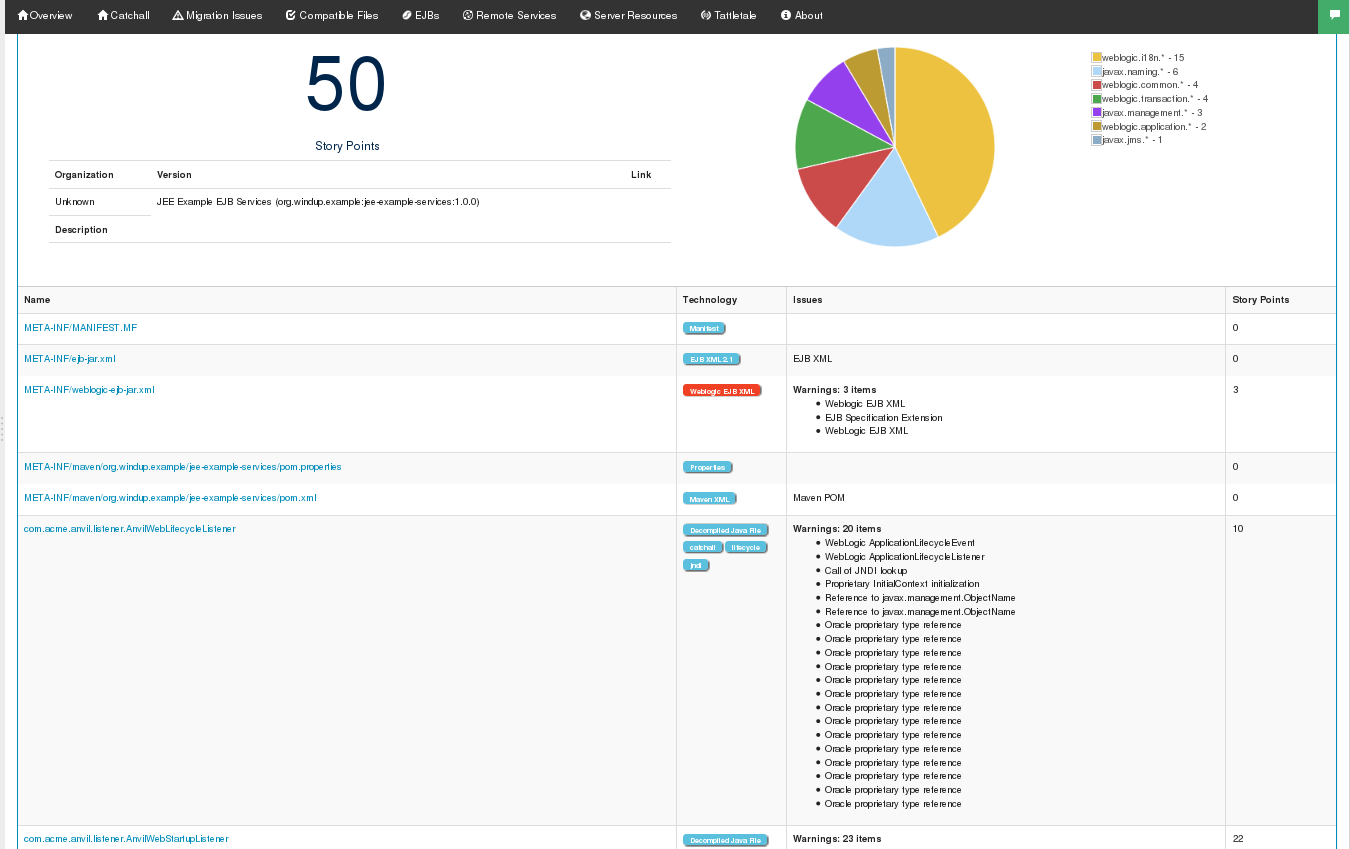 Overview Catchall Migration Issues Compatible Files EJBs Remote Services Server Resources Tattletale About
50
Story Points
Organization Version Link
Unknown JEE Example EJB Services (org.windup.example:jee-example-services:1.0.0)
Description
weblogic.i18n.* - 15
javax.naming.* - 6
weblogic.common.* - 4
weblogic.transaction.* - 4
javax.management.* - 3
weblogic.application.* - 2
javax.jms.* - 1
Name Technology Issues Story Points
META-INF/MANIFEST.MF Manifest 0
META-INF/ejb-jar.xml EJB XML 2.1 EJB XML 0
META-INF/weblogic-ejb-jar.xml Weblogic EJB XML Warnings: 3 items 3
Weblogic EJB XML
EJB Specification Extension
WebLogic EJB XML
META-INF/maven/org.windup.example/jee-example-services/pom.properties Properties 0
META-INF/maven/org.windup.example/jee-example-services/pom.xml Maven XML Maven POM 0
com.acme.anvil.listener.AnvilWebLifecycleListener Decompiled Java File Warnings: 20 items 10
catchall lifecycle WebLogic ApplicationLifecycleEvent
WebLogic ApplicationLifecycleListener
jndi Call of JNDI lookup
Proprietary InitialContext initialization
Reference to javax.management.ObjectName
Reference to javax.management.ObjectName
Oracle proprietary type reference
Oracle proprietary type reference
Oracle proprietary type reference
Oracle proprietary type reference
Oracle proprietary type reference
Oracle proprietary type reference
Oracle proprietary type reference
Oracle proprietary type reference
Oracle proprietary type reference
Oracle proprietary type reference
Oracle proprietary type reference
Oracle proprietary type reference
Oracle proprietary type reference
Oracle proprietary type reference
com.acme.anvil.listener.AnvilWebStartupListener Decompiled Java File Warnings: 23 items 22